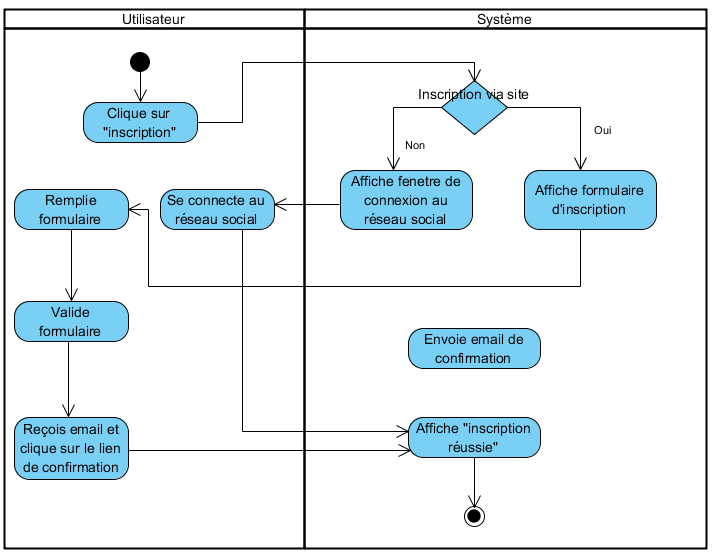 Utilisateur
Système
Clique sur
"inscription"
Inscription via site
Non
Oui
Remplie
formulaire
Se connecte au
réseau social
Affiche fenetre de
connexion au
réseau social
Affiche formulaire
d'inscription
Valide
formulaire
Envoie email de
confirmation
Reçois email et
clique sur le lien
de confirmation
Affiche "inscription
réussie"